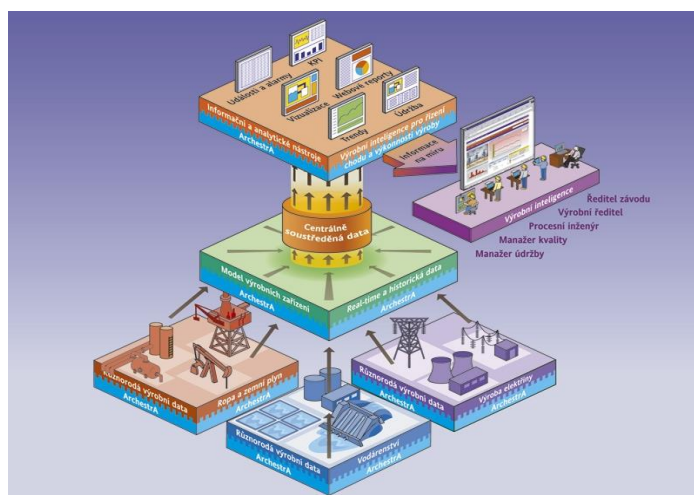 Události a alarmy
KPI
Vizualizace
Webové reporty
Trendy
Údržba
Informační a analytické nástroje
ArchestrA
Výrobní inteligence pro řízení
chodu a výkonnosti výroby
Informace
na míru
Výrobní inteligence
Ředitel závodu
Výrobní ředitel
Procesní inženýr
Manažer kvality
Manažer údržby
Centrálně
soustředěná data
Model výrobních zařízení
ArchestrA
Real-time a historická data
ArchestrA
Různorodá výrobní data
ArchestrA
Ropa a zemní plyn
ArchestrA
Různorodá výrobní data
ArchestrA
Vodárenství
ArchestrA
Různorodá výrobní data
ArchestrA
Výroba elektřiny
ArchestrA